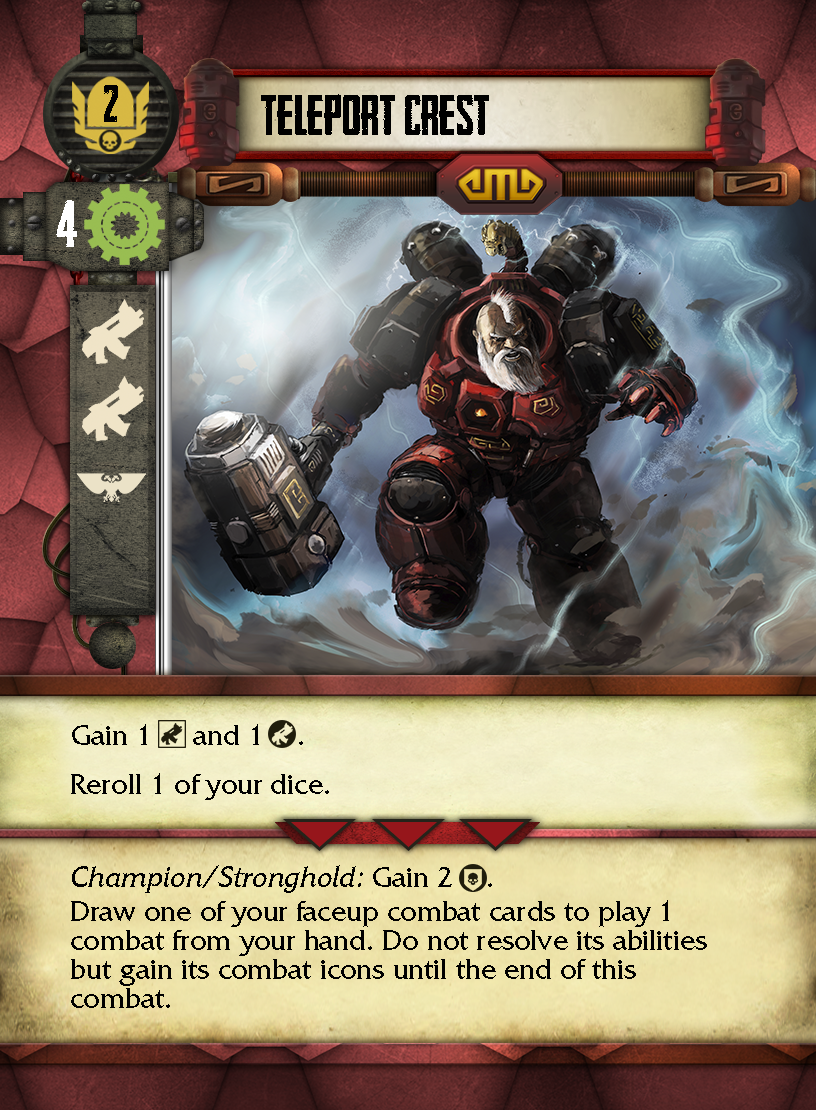 2
TELEPORT CREST
4
Gain 1 and 1 .
Reroll 1 of your dice.
Champion/Stronghold: Gain 2 .
Draw one of your faceup combat cards to play 1
combat from your hand. Do not resolve its abilities
but gain its combat icons until the end of this
combat.